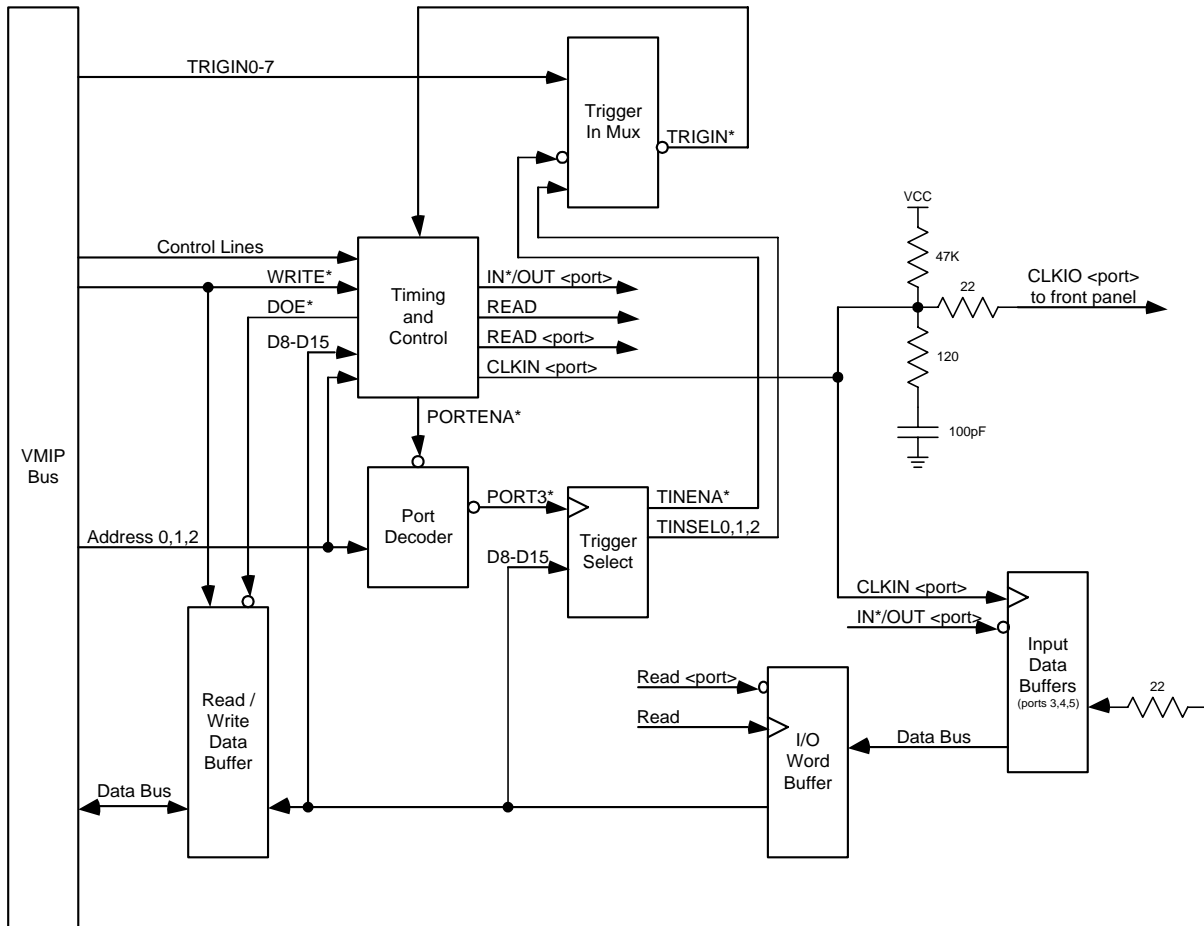 TRIGIN0-7
Trigger
In Mux
TRIGIN*
VCC
47K
22
CLKIO <port>
to front panel
120
100pF
Control Lines
WRITE*
DOE*
D8-D15
Timing
and
Control
IN*/OUT <port>
READ
READ <port>
CLKIN <port>
PORTENA*
VMIP
Bus
Address 0,1,2
Port
Decoder
PORT3*
D8-D15
Trigger
Select
TINENA*
TINSEL0,1,2
CLKIN <port>
IN*/OUT <port>
Input
Data
Buffers
(ports 3,4,5)
22
Read /
Write
Data
Buffer
Read <port>
Read
I/O
Word
Buffer
Data Bus
Data Bus